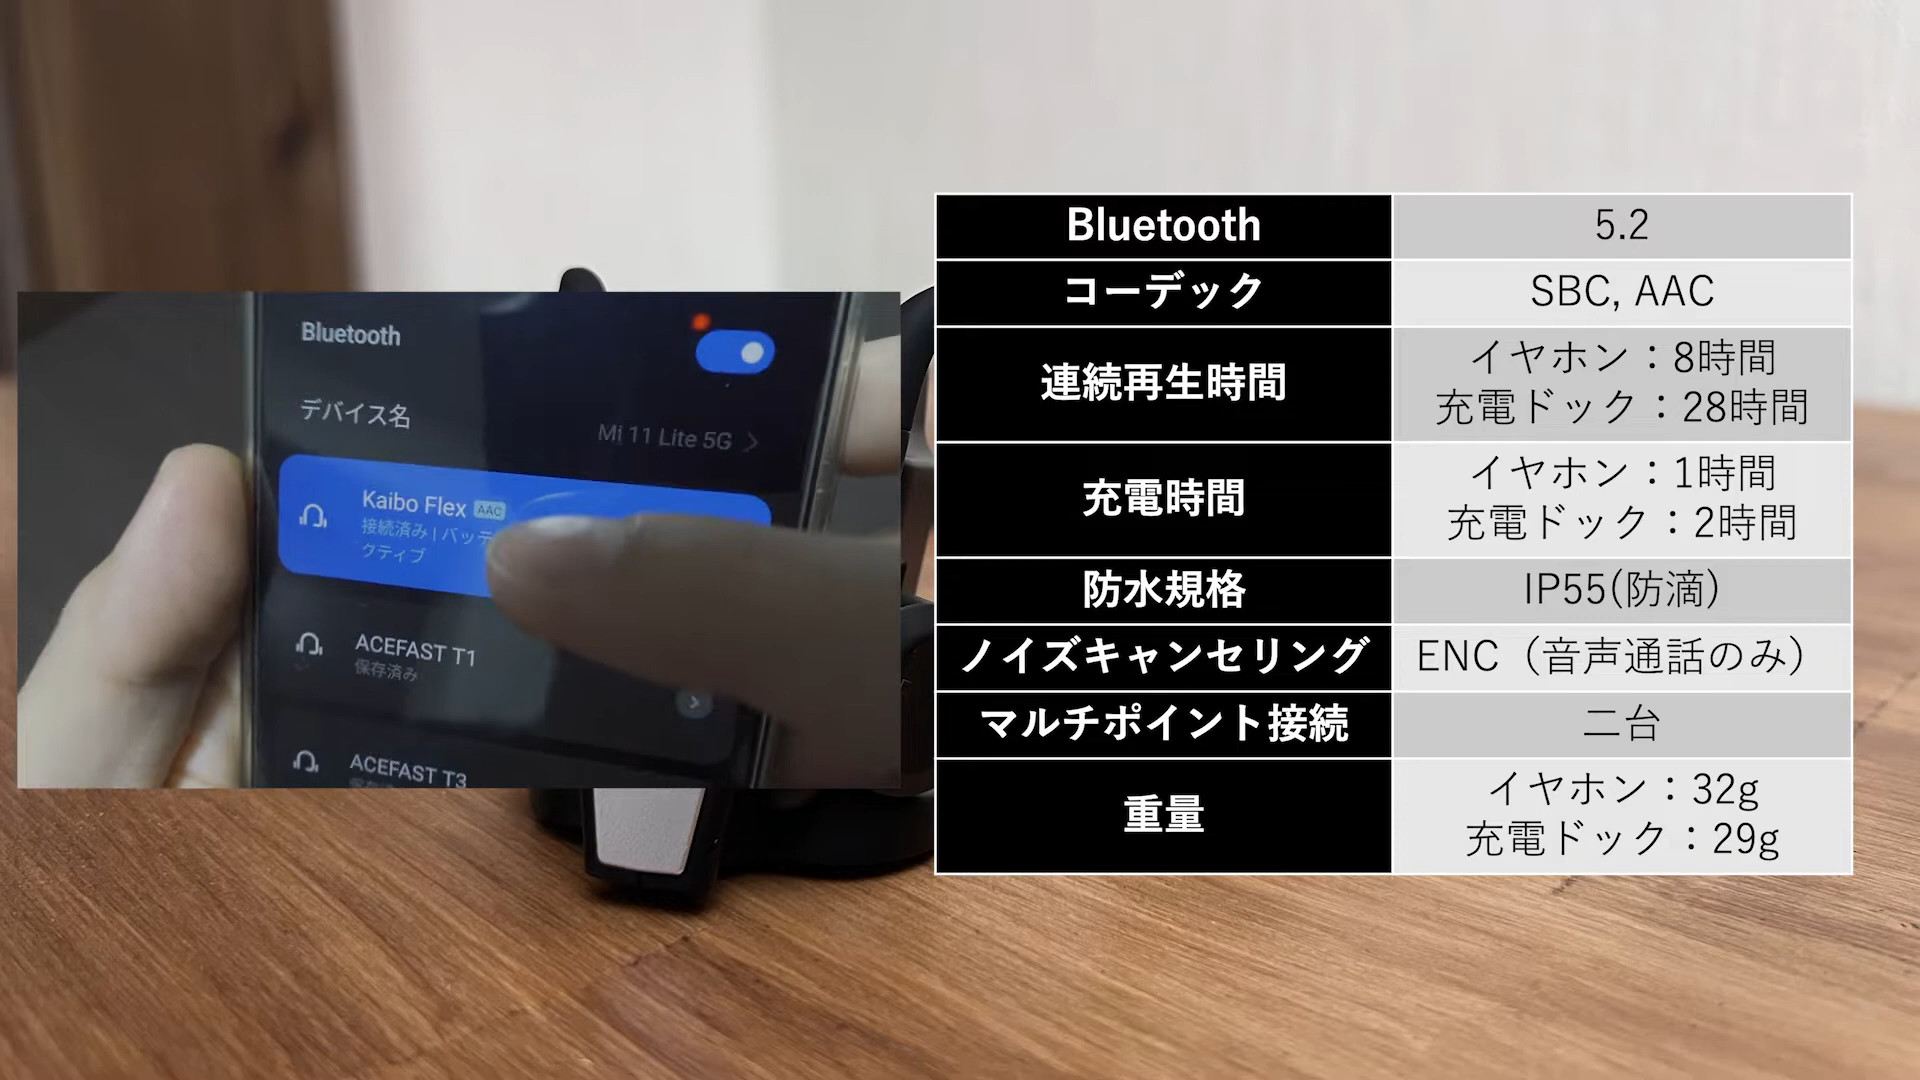 Bluetooth
デバイス名
Mi 11 Lite 5G
Kaibo Flex AAC
接続済み | バッテ
クティブ
ACEFAST T1
保存済み
ACEFAST T3
Bluetooth 5.2
コーデック SBC, AAC
連続再生時間 イヤホン：8時間
充電ドック：28時間
充電時間 イヤホン：1時間
充電ドック：2時間
防水規格 IP55(防滴)
ノイズキャンセリング ENC（音声通話のみ）
マルチポイント接続 二台
重量 イヤホン：32g
充電ドック：29g